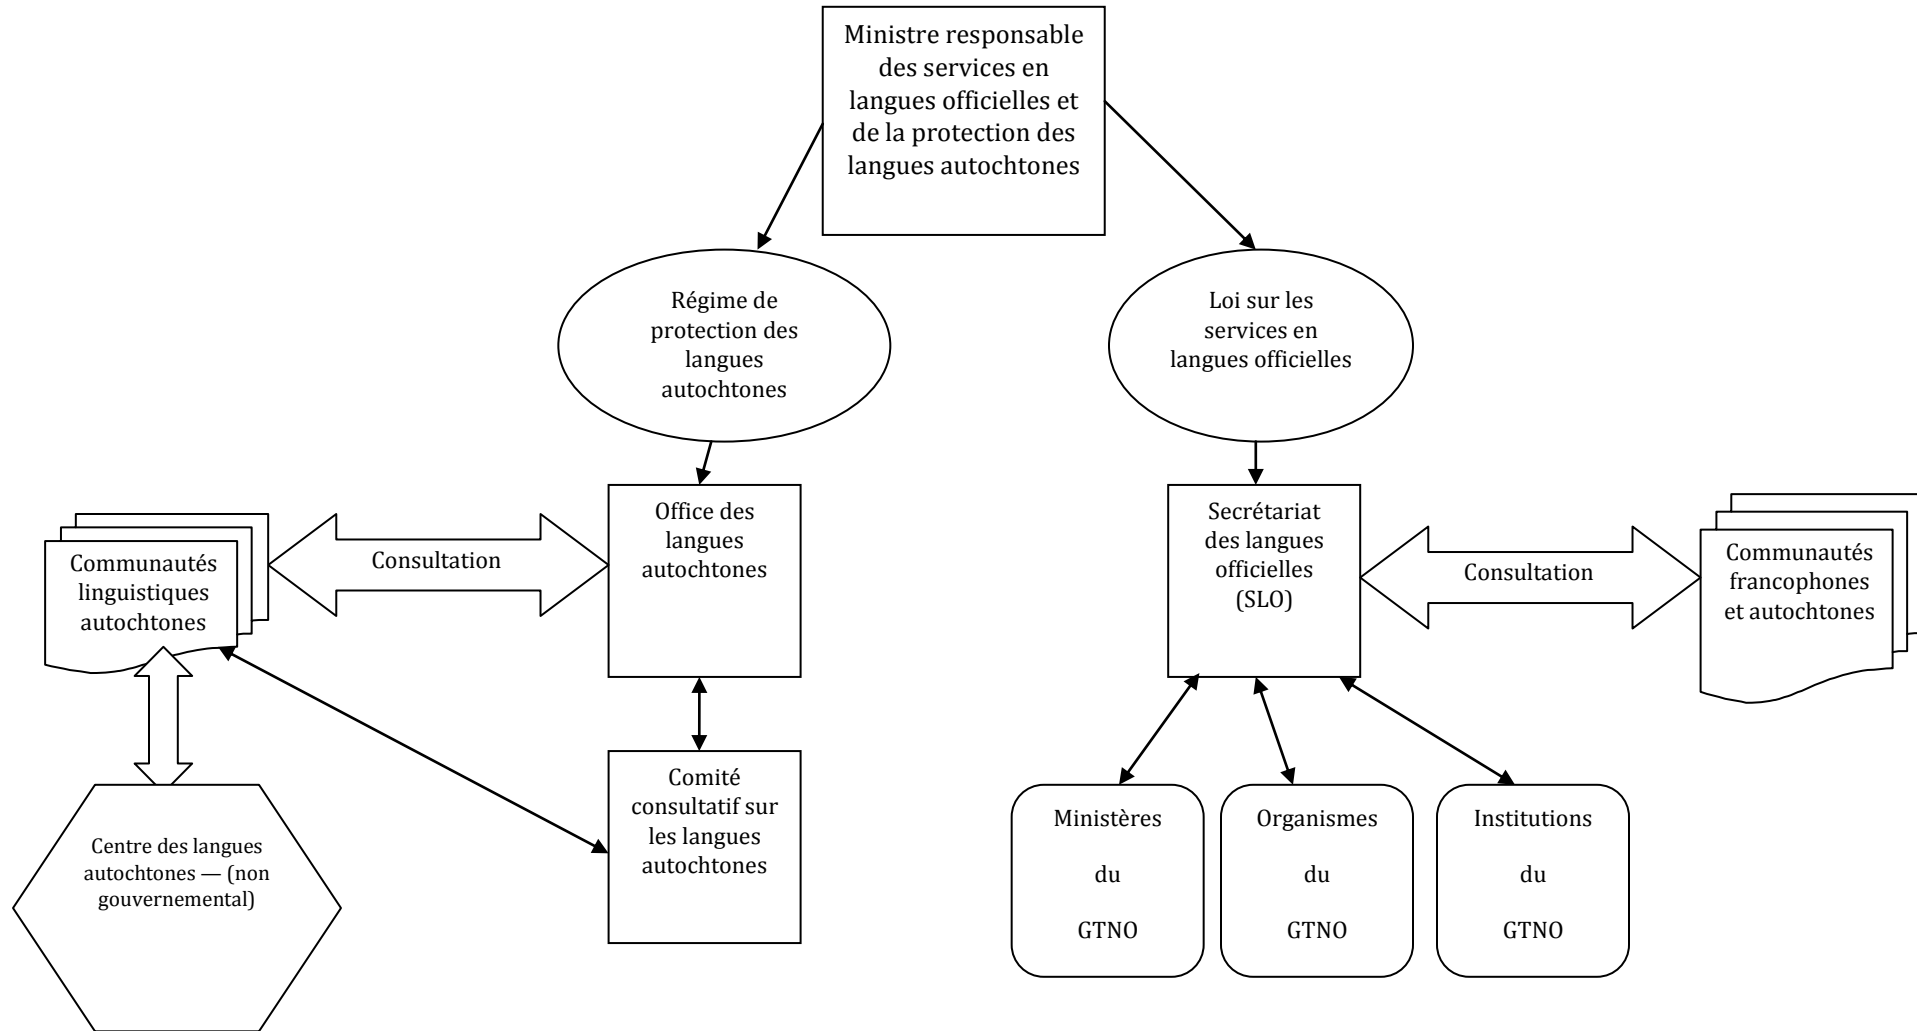 Ministre responsable
des services en
langues officielles et
de la protection des
langues autochtones
Régime de
protection des
langues
autochtones
Loi sur les
services en
langues officielles
Communautés
linguistiques
autochtones
Consultation
Office des
langues
autochtones
Secrétariat
des langues
officielles
(SLO)
Consultation
Communautés
francophones
et autochtones
Centre des langues
autochtones — (non
gouvernemental)
Comité
consultatif sur
les langues
autochtones
Ministères
du
GTNO
Organismes
du
GTNO
Institutions
du
GTNO